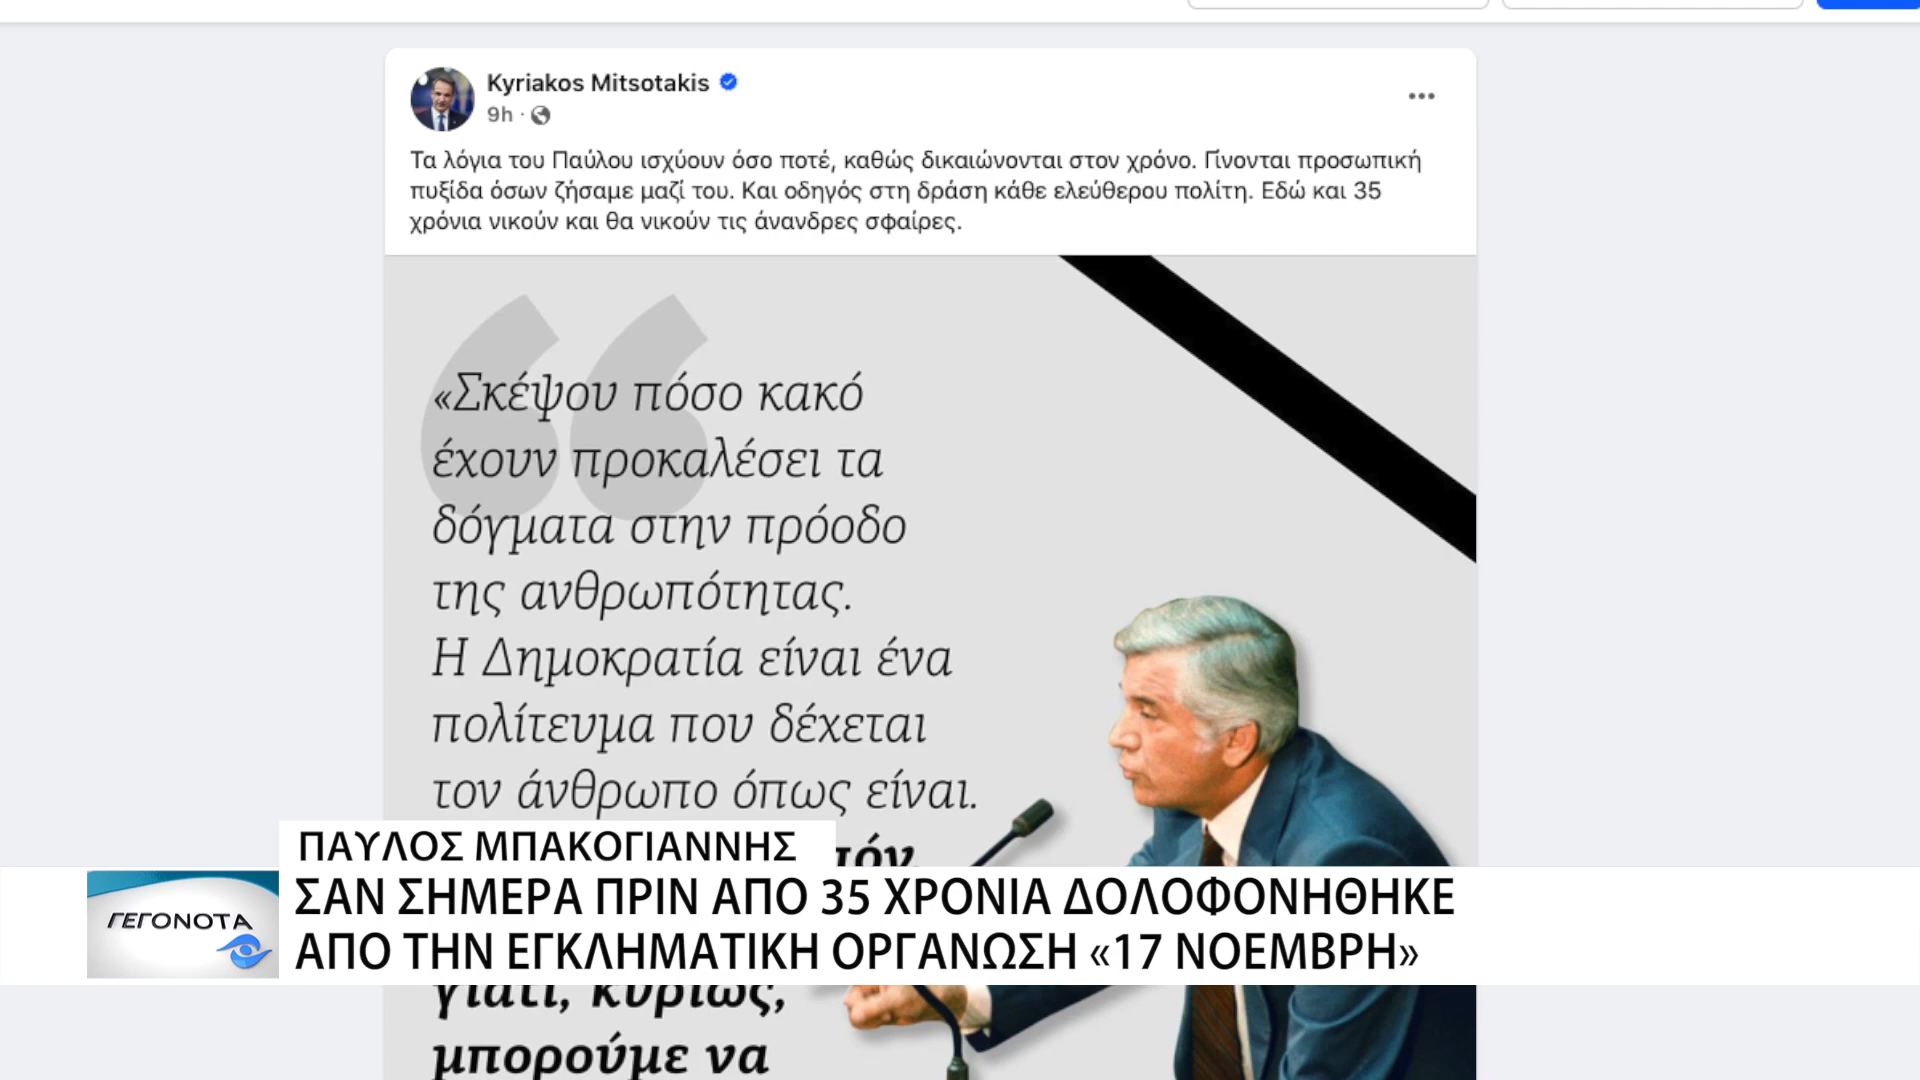 Kyriakos Mitsotakis
9h ·
Τα λόγια του Παύλου ισχύουν όσο ποτέ, καθώς δικαιώνονται στον χρόνο. Γίνονται προσωπική
πυξίδα όσων ζήσαμε μαζί του. Και οδηγός στη δράση κάθε ελεύθερου πολίτη. Εδώ και 35
χρόνια νικούν και θα νικούν τις άνανδρες σφαίρες.
«Σκέψου πόσο κακό
έχουν προκαλέσει τα
δόγματα στην πρόοδο
της ανθρωπότητας.
Η Δημοκρατία είναι ένα
πολίτευμα που δέχεται
τον άνθρωπο όπως είναι.
ΠΑΥΛΟΣ ΜΠΑΚΟΓΙΑΝΝΗΣ
ΓΕΓΟΝΟΤΑ
ΣΑΝ ΣΗΜΕΡΑ ΠΡΙΝ ΑΠΟ 35 ΧΡΟΝΙΑ ΔΟΛΟΦΟΝΗΘΗΚΕ
ΑΠΟ ΤΗΝ ΕΓΚΛΗΜΑΤΙΚΗ ΟΡΓΑΝΩΣΗ «17 ΝΟΕΜΒΡΗ»
γιατί, κυρίως,
μπορούμε να